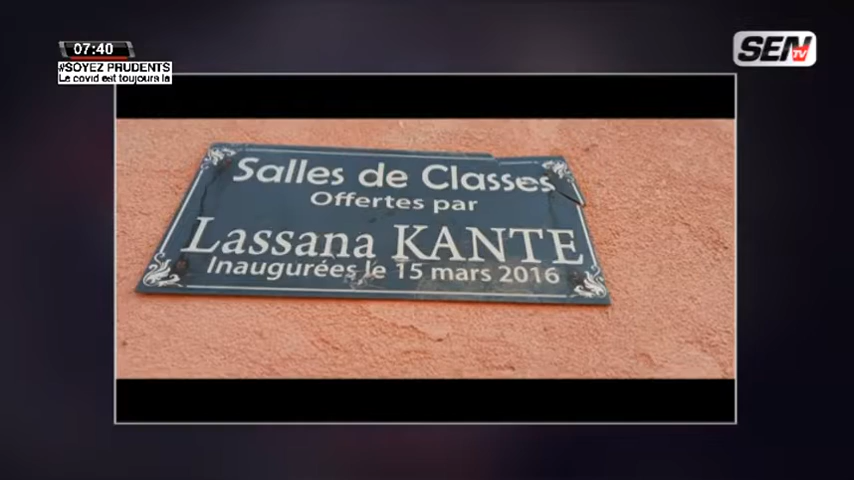 07:40
#SOYEZ PRUDENTS
Le covid est toujours la
SEN TV
Salles de Classes
Offertes par
Lassana KANTE
Inaugurées le 15 mars 2016